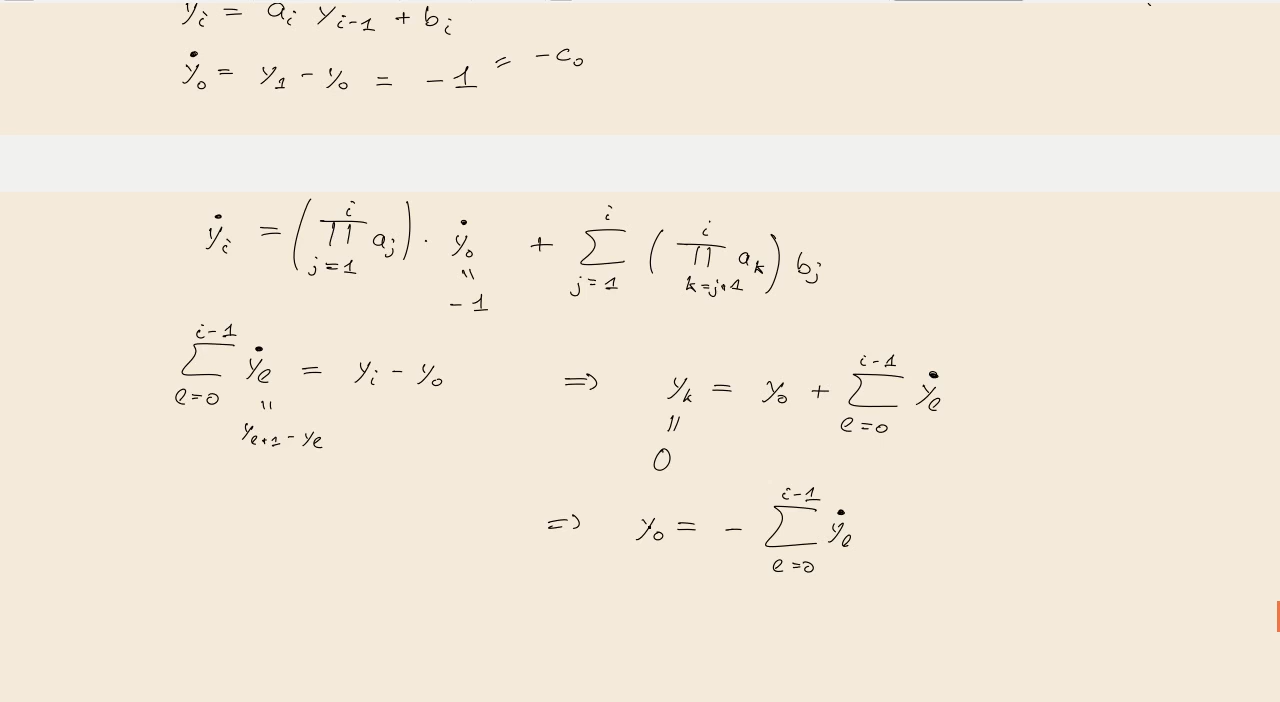 y_i = a_i y_{i-1} + b_i
ẏ_0 = y_1 - y_0 = -1 = -c_0
ẏ_i = (∏_{j=1}^{i} a_j) · ẏ_0 + ∑_{j=1}^{i} (∏_{k=j+1}^{i} a_k) b_j
"
-1
∑_{e=0}^{i-1} ẏ_e = y_i - y_0 => y_k = y_0 + ∑_{e=0}^{i-1} ẏ_e
" "
y_{e+1} - y_e 0
=> y_0 = - ∑_{e=0}^{i-1} ẏ_e